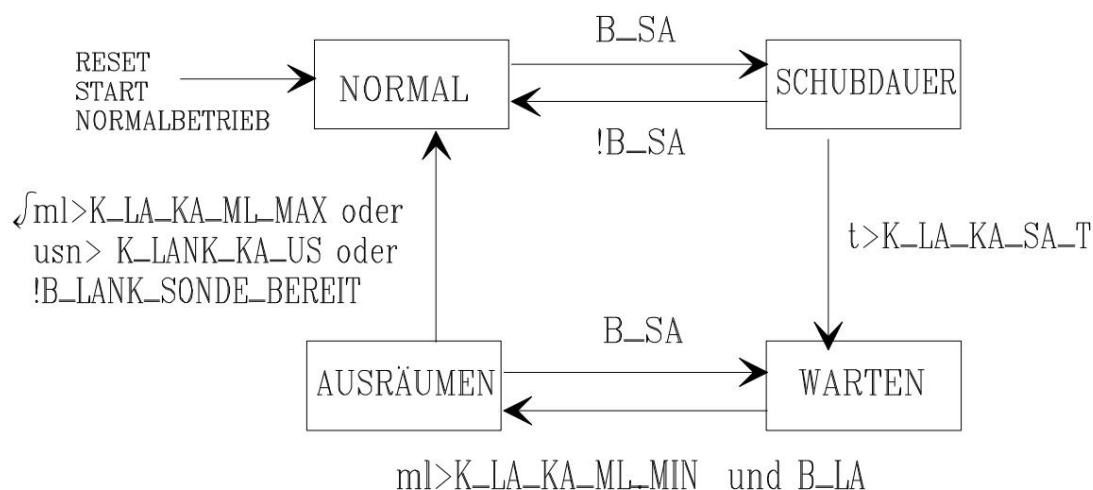 B_SA
RESET
START
NORMALBETRIEB
NORMAL
SCHUBDAUER
!B_SA
∫ml>K_LA_KA_ML_MAX oder
usn> K_LANK_KA_US oder
!B_LANK_SONDE_BEREIT
t>K_LA_KA_SA_T
B_SA
AUSRÄUMEN
WARTEN
ml>K_LA_KA_ML_MIN und B_LA